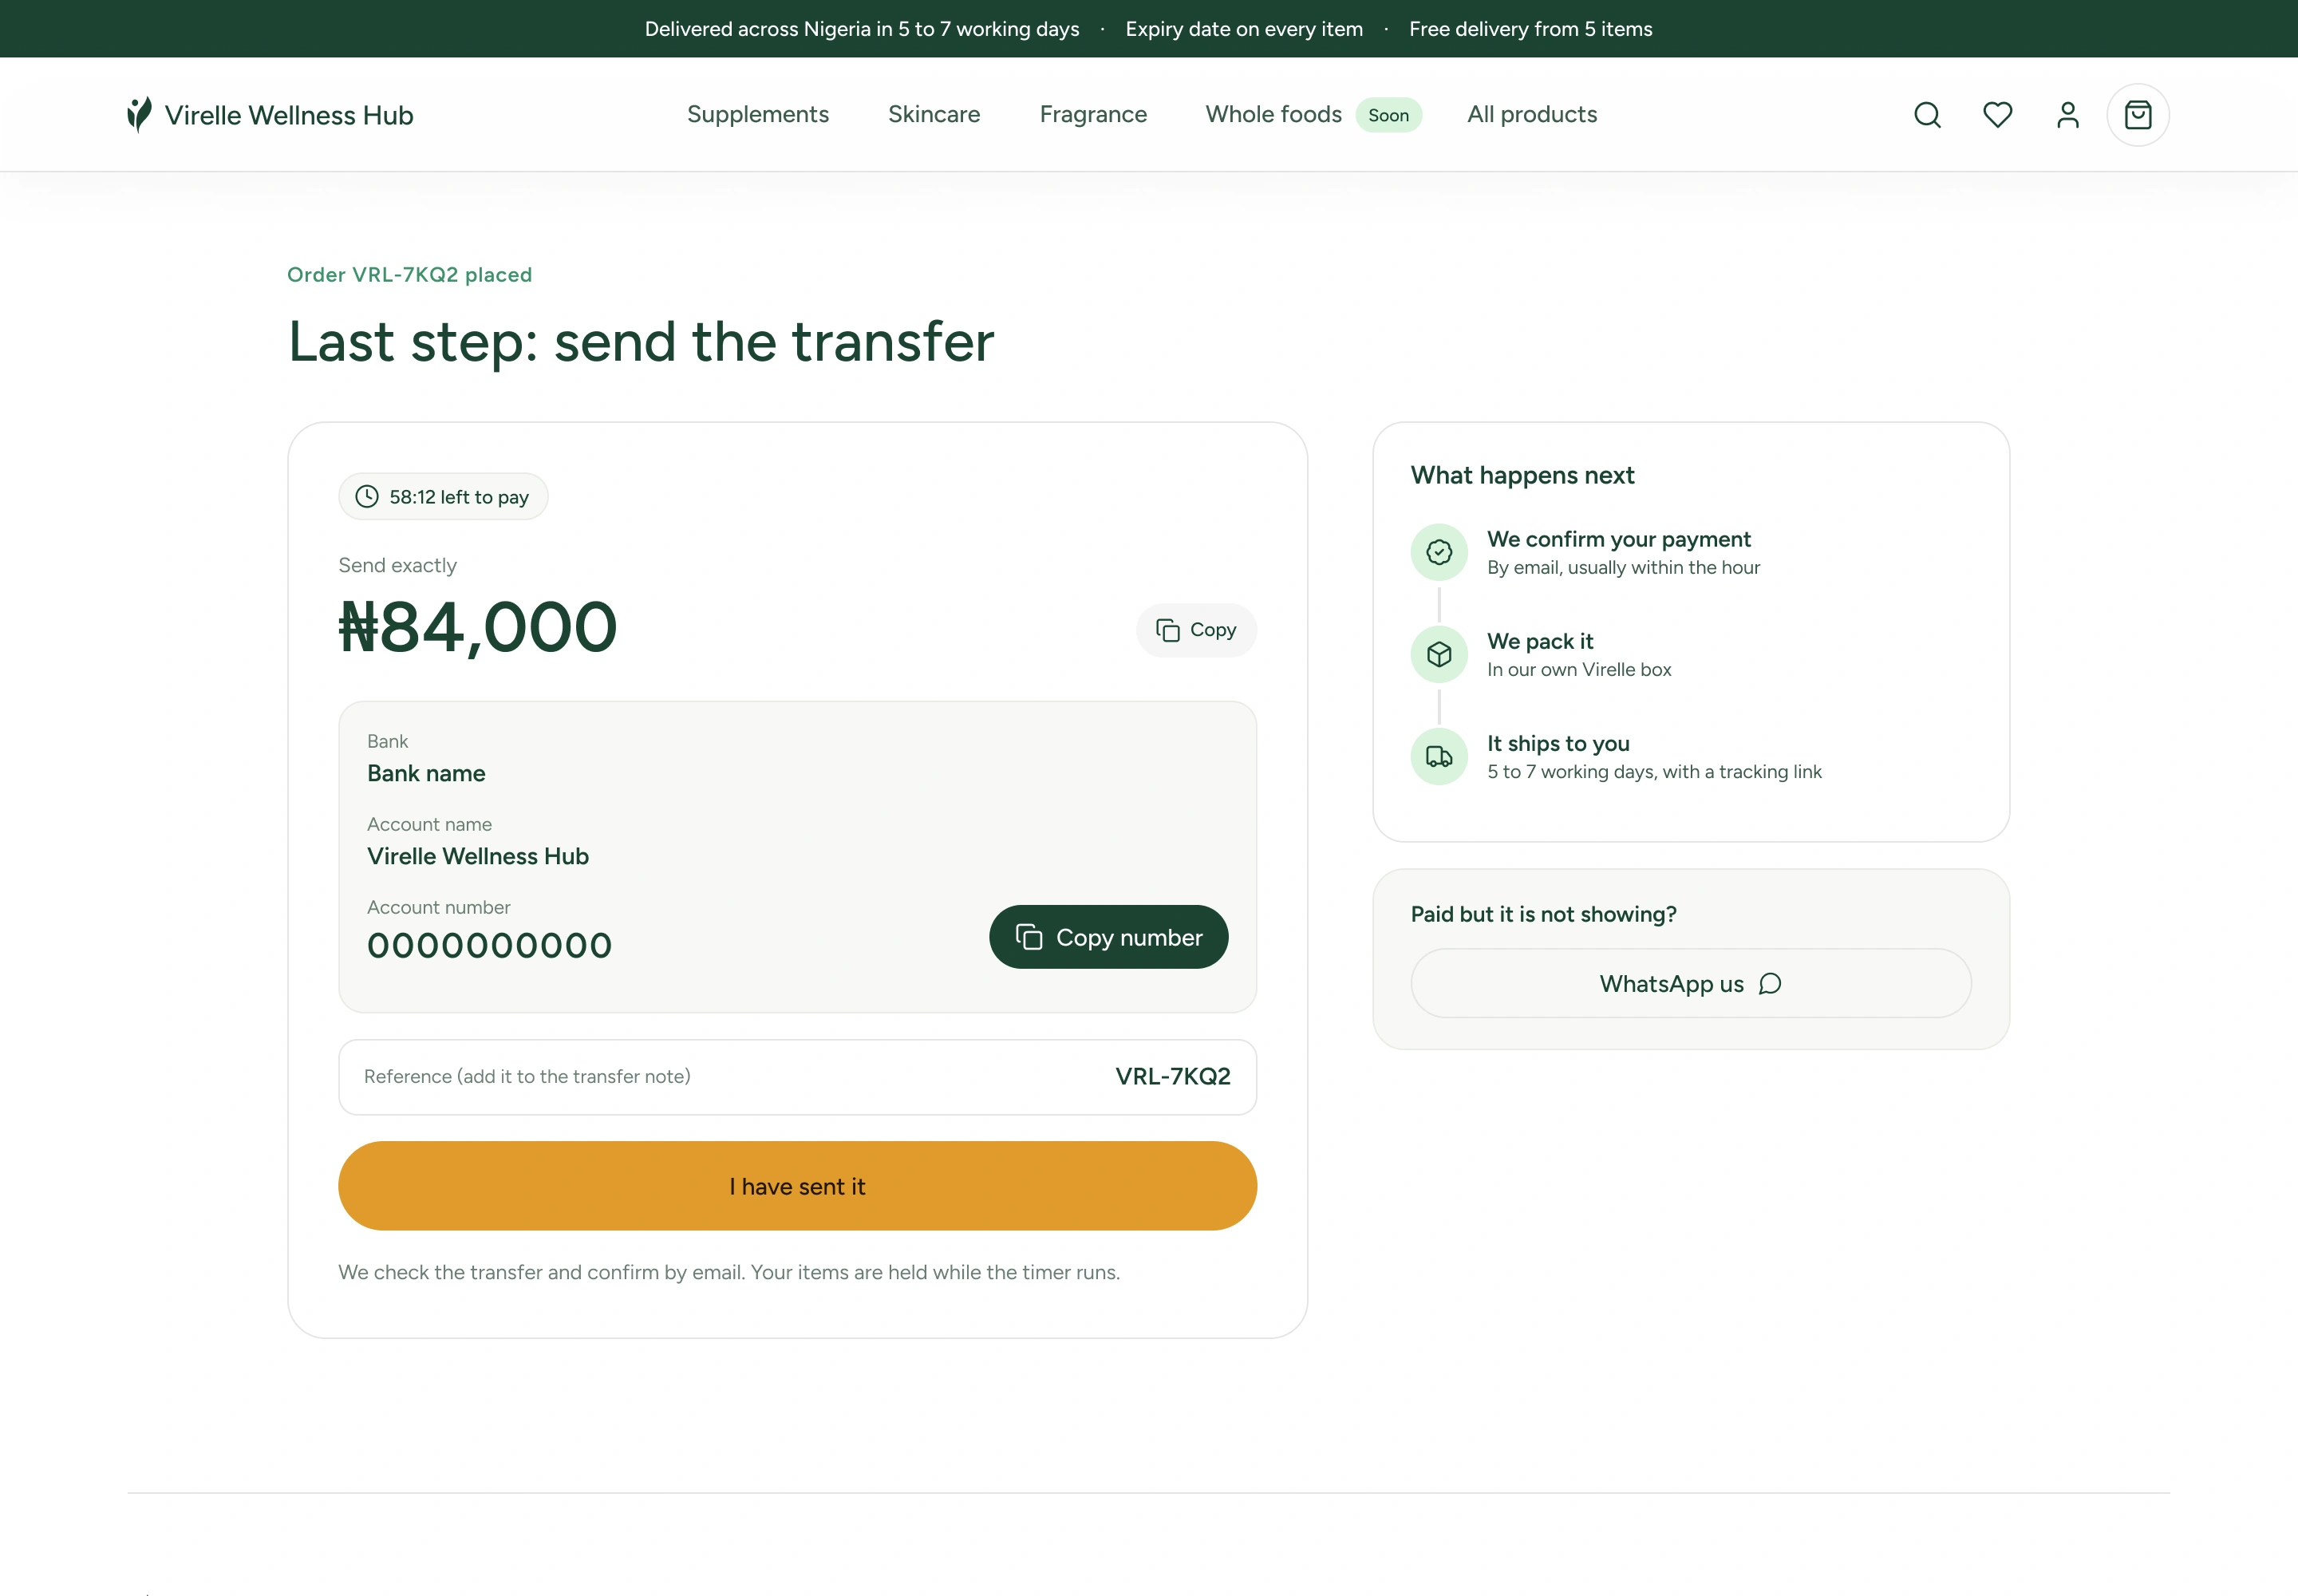 Delivered across Nigeria in 5 to 7 working days · Expiry date on every item · Free delivery from 5 items
Virelle Wellness Hub
Supplements
Skincare
Fragrance
Whole foods
Soon
All products
Order VRL-7KQ2 placed
Last step: send the transfer
58:12 left to pay
Send exactly
₦84,000
Copy
Bank
Bank name
Account name
Virelle Wellness Hub
Account number
0000000000
Copy number
Reference (add it to the transfer note)
VRL-7KQ2
I have sent it
We check the transfer and confirm by email. Your items are held while the timer runs.
What happens next
We confirm your payment
By email, usually within the hour
We pack it
In our own Virelle box
It ships to you
5 to 7 working days, with a tracking link
Paid but it is not showing?
WhatsApp us